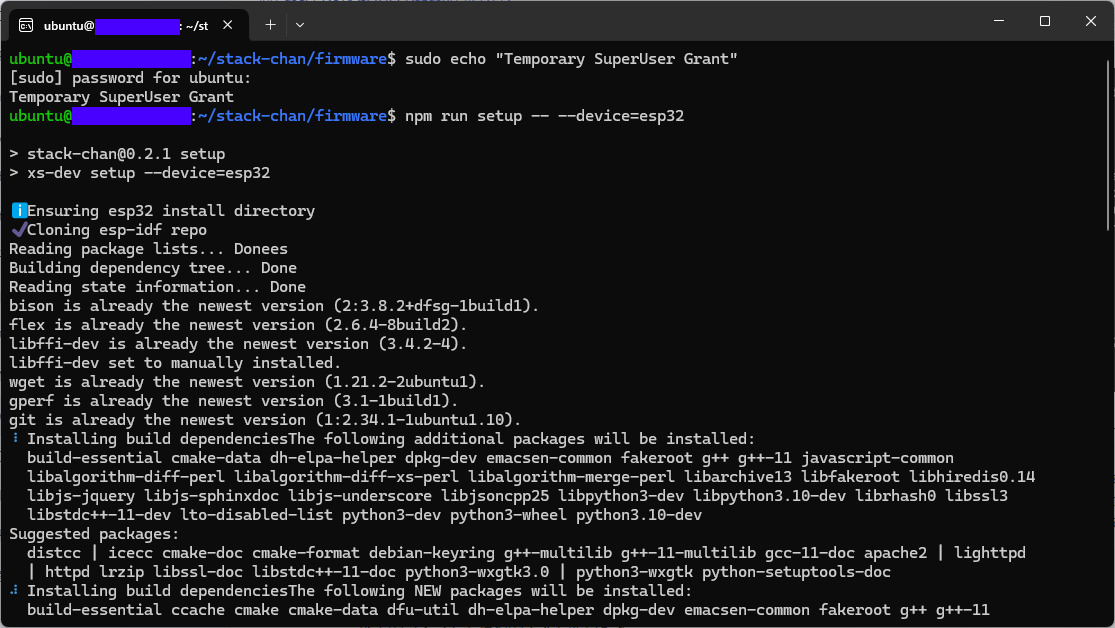 ubuntu@ : ~/st
ubuntu@ :~/stack-chan/firmware$ sudo echo "Temporary SuperUser Grant"
[sudo] password for ubuntu:
Temporary SuperUser Grant
ubuntu@ :~/stack-chan/firmware$ npm run setup -- --device=esp32
> stack-chan@0.2.1 setup
> xs-dev setup --device=esp32
iEnsuring esp32 install directory
✔Cloning esp-idf repo
Reading package lists... Donees
Building dependency tree... Done
Reading state information... Done
bison is already the newest version (2:3.8.2+dfsg-1build1).
flex is already the newest version (2.6.4-8build2).
libffi-dev is already the newest version (3.4.2-4).
libffi-dev set to manually installed.
wget is already the newest version (1.21.2-2ubuntu1).
gperf is already the newest version (3.1-1build1).
git is already the newest version (1:2.34.1-1ubuntu1.10).
⠸ Installing build dependenciesThe following additional packages will be installed:
build-essential cmake-data dh-elpa-helper dpkg-dev emacsen-common fakeroot g++ g++-11 javascript-common
libalgorithm-diff-perl libalgorithm-diff-xs-perl libalgorithm-merge-perl libarchive13 libfakeroot libhiredis0.14
libjs-jquery libjs-sphinxdoc libjs-underscore libjsoncpp25 libpython3-dev libpython3.10-dev librhash0 libssl3
libstdc++-11-dev lto-disabled-list python3-dev python3-wheel python3.10-dev
Suggested packages:
distcc | icecc cmake-doc cmake-format debian-keyring g++-multilib g++-11-multilib gcc-11-doc apache2 | lighttpd
| httpd lrzip libssl-doc libstdc++-11-doc python3-wxgtk3.0 | python3-wxgtk python-setuptools-doc
⠴ Installing build dependenciesThe following NEW packages will be installed:
build-essential ccache cmake cmake-data dfu-util dh-elpa-helper dpkg-dev emacsen-common fakeroot g++ g++-11